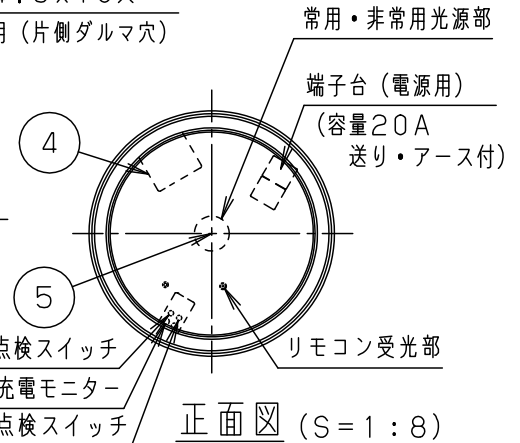 用（片側ダルマ穴）
常用・非常用光源部
端子台（電源用）
（容量20A
送り・アース付）
4
5
点検スイッチ
リモコン受光部
充電モニター
点検スイッチ
正面図（S=1:8）